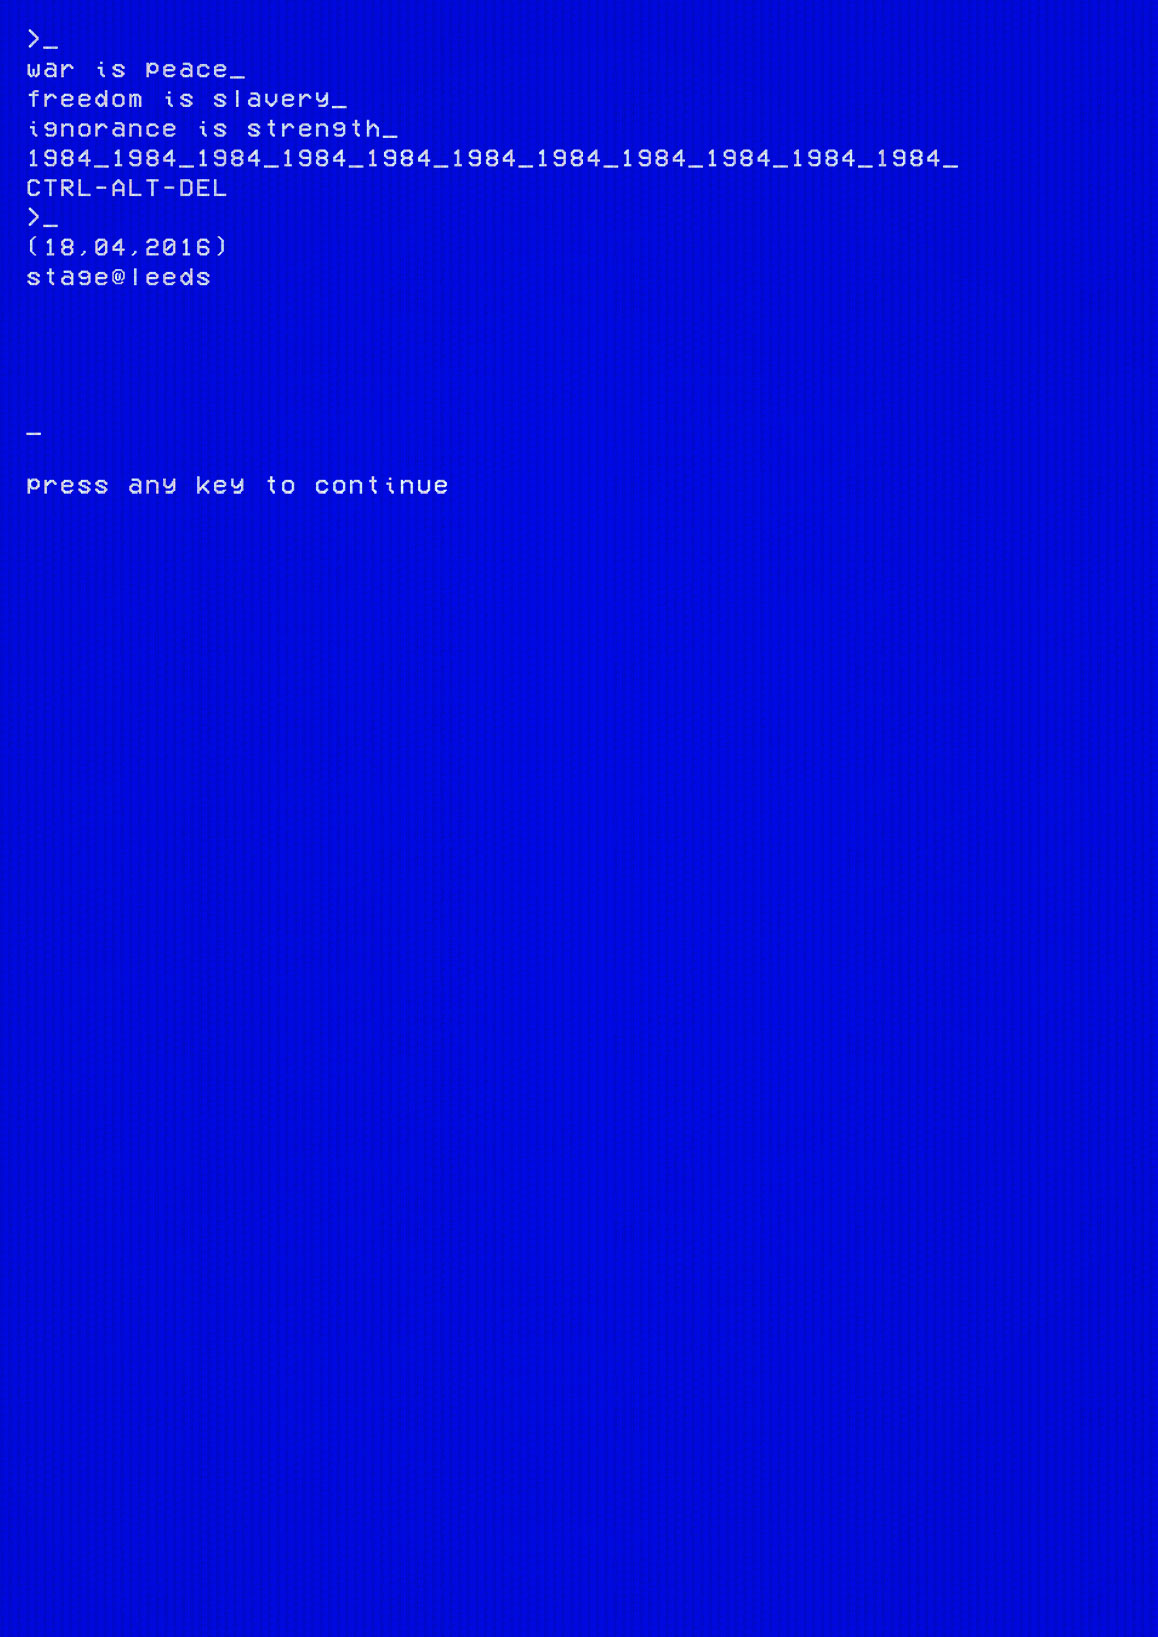 >_
war is peace_
freedom is slavery_
ignorance is strength_
1984_1984_1984_1984_1984_1984_1984_1984_1984_1984_1984_
CTRL-ALT-DEL
>_
(18,04,2016)
stage@leeds
_
press any key to continue